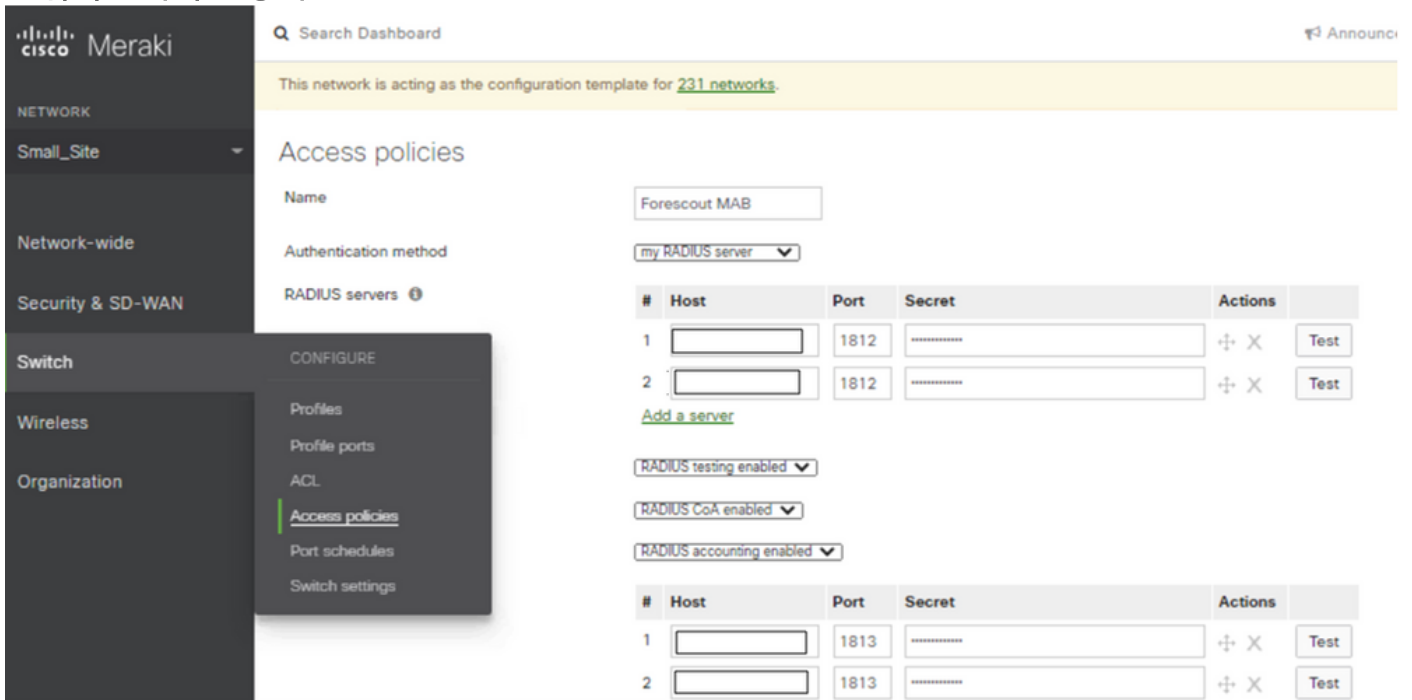 cisco Meraki
Search Dashboard
Announc
This network is acting as the configuration template for 231 networks.
NETWORK
Small_Site
Network-wide
Security & SD-WAN
Switch
Wireless
Organization
CONFIGURE
Profiles
Profile ports
ACL
Access policies
Port schedules
Switch settings
Access policies
Name
Forescout MAB
Authentication method
my RADIUS server
RADIUS servers
# Host Port Secret Actions
1 1812 ············· X Test
2 1812 ············· X Test
Add a server
RADIUS testing enabled
RADIUS CoA enabled
RADIUS accounting enabled
# Host Port Secret Actions
1 1813 ············· X Test
2 1813 ············· X Test